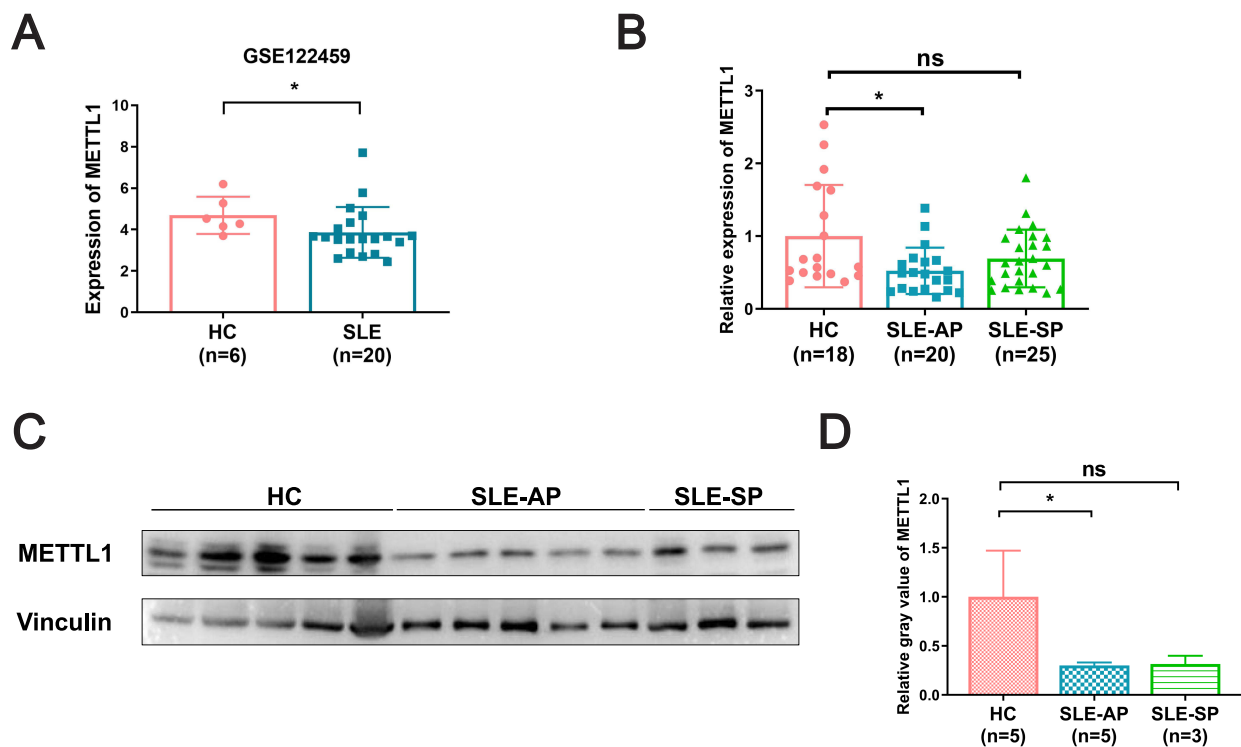 A
GSE122459
*
Expression of METTL1
10
8
6
4
2
0
HC
(n=6)
SLE
(n=20)
B
ns
*
Relative expression of METTL1
3
2
1
0
HC
(n=18)
SLE-AP
(n=20)
SLE-SP
(n=25)
C
HC SLE-AP SLE-SP
METTL1
Vinculin
D
ns
*
Relative gray value of METTL1
2.0
1.5
1.0
0.5
0.0
HC
(n=5)
SLE-AP
(n=5)
SLE-SP
(n=3)